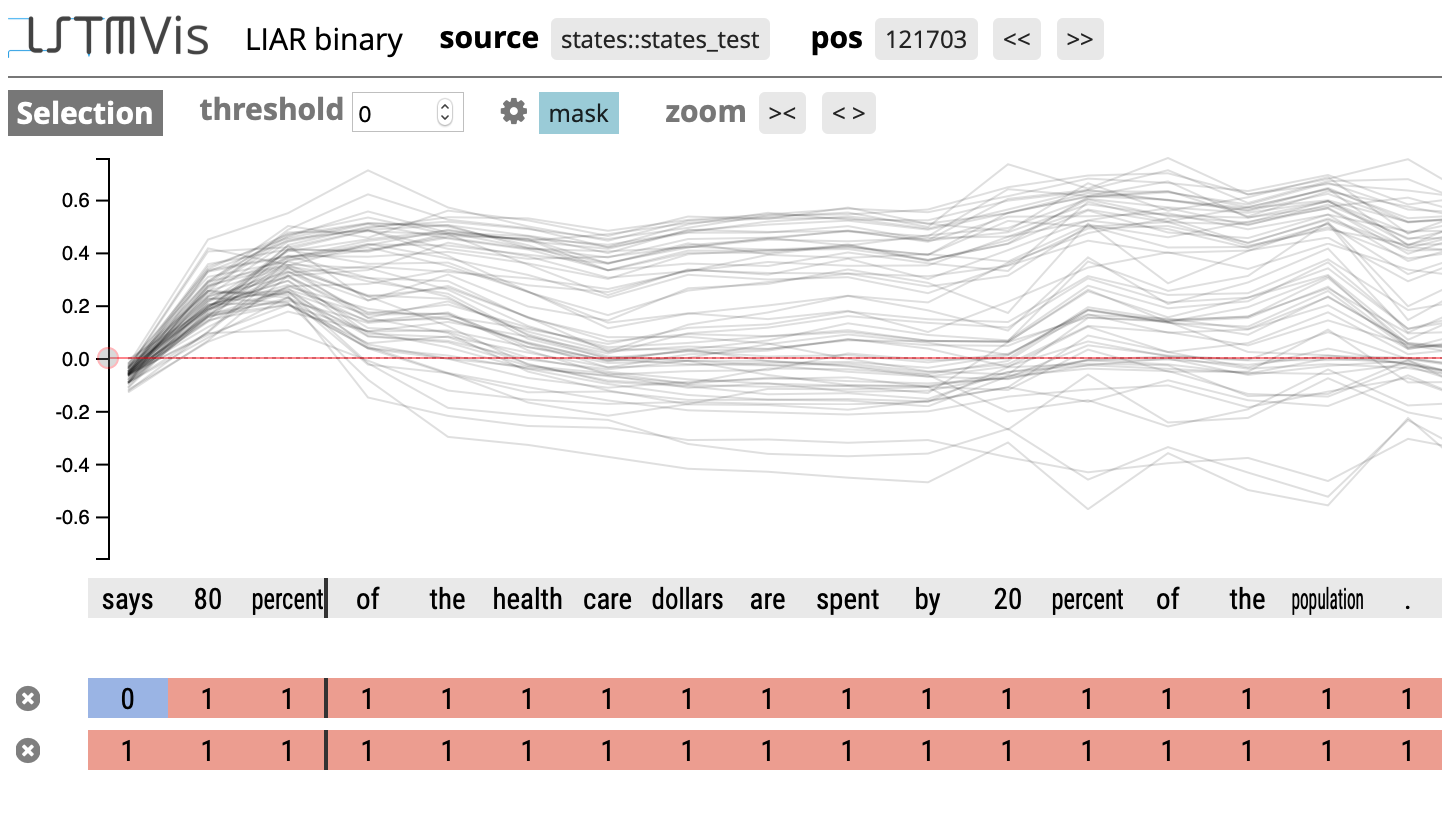 LSTMVis LIAR binary source states::states_test pos 121703 << >>
Selection threshold 0 mask zoom >< < >
0.6
0.4
0.2
0.0
-0.2
-0.4
-0.6
says 80 percent of the health care dollars are spent by 20 percent of the population .
0 1 1 1 1 1 1 1 1 1 1 1 1 1 1 1 1
1 1 1 1 1 1 1 1 1 1 1 1 1 1 1 1 1